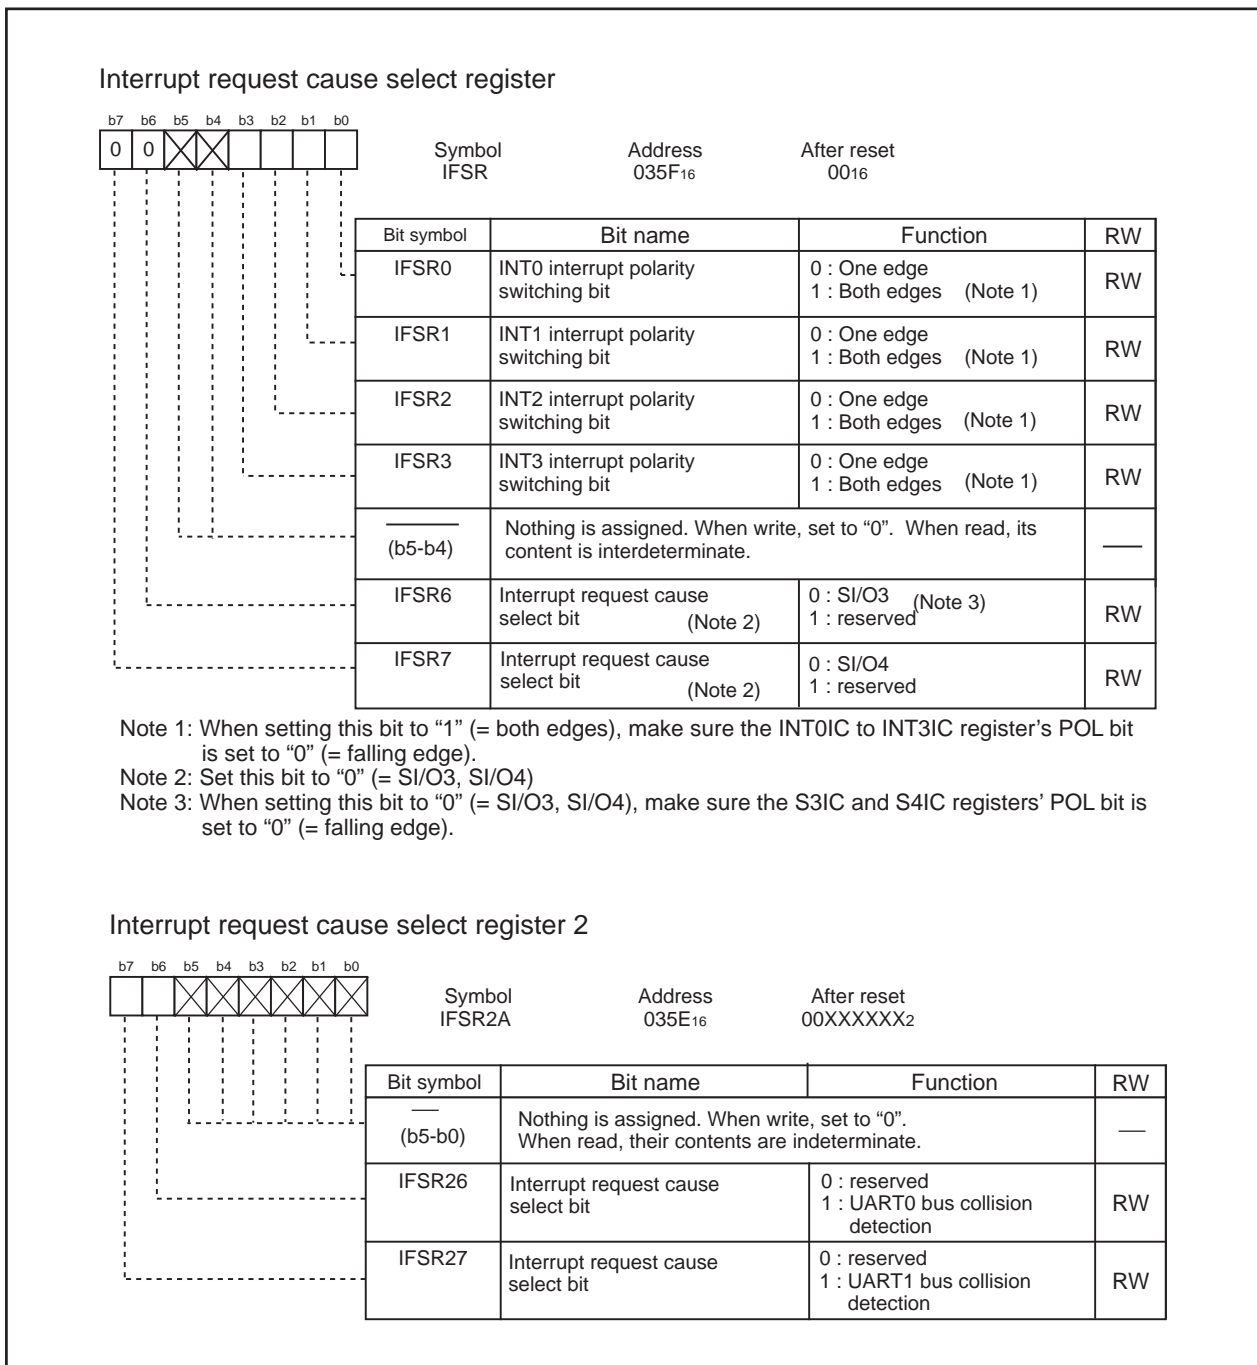 Interrupt request cause select register
b7 b6 b5 b4 b3 b2 b1 b0
0 0
Symbol Address After reset
IFSR 035F16 0016
Bit symbol Bit name Function RW
IFSR0 INT0 interrupt polarity 0 : One edge
switching bit 1 : Both edges (Note 1) RW
IFSR1 INT1 interrupt polarity 0 : One edge
switching bit 1 : Both edges (Note 1) RW
IFSR2 INT2 interrupt polarity 0 : One edge
switching bit 1 : Both edges (Note 1) RW
IFSR3 INT3 interrupt polarity 0 : One edge
switching bit 1 : Both edges (Note 1) RW
Nothing is assigned. When write, set to “0”. When read, its
(b5-b4) content is interdeterminate.
IFSR6 Interrupt request cause 0 : SI/O3 (Note 3)
select bit (Note 2) 1 : reserved RW
IFSR7 Interrupt request cause 0 : SI/O4
select bit (Note 2) 1 : reserved RW
Note 1: When setting this bit to “1” (= both edges), make sure the INT0IC to INT3IC register’s POL bit
is set to “0” (= falling edge).
Note 2: Set this bit to “0” (= SI/O3, SI/O4)
Note 3: When setting this bit to “0” (= SI/O3, SI/O4), make sure the S3IC and S4IC registers’ POL bit is
set to “0” (= falling edge).
Interrupt request cause select register 2
b7 b6 b5 b4 b3 b2 b1 b0
Symbol Address After reset
IFSR2A 035E16 00XXXXXX2
Bit symbol Bit name Function RW
Nothing is assigned. When write, set to “0”.
(b5-b0) When read, their contents are indeterminate.
IFSR26 Interrupt request cause 0 : reserved
select bit 1 : UART0 bus collision RW
detection
IFSR27 Interrupt request cause 0 : reserved
select bit 1 : UART1 bus collision RW
detection